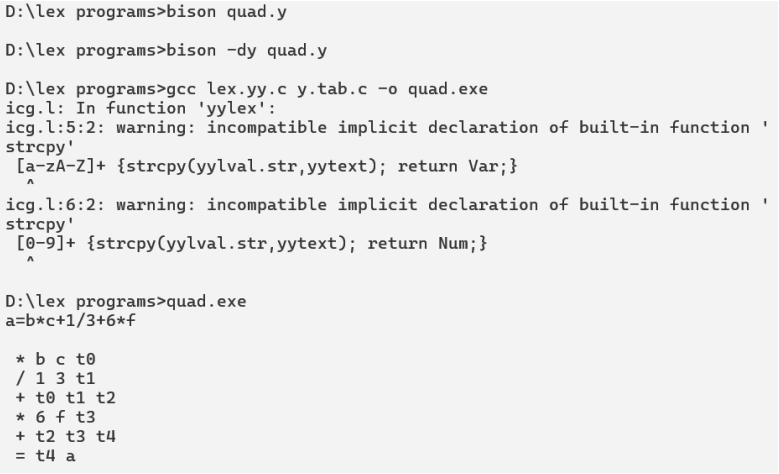 D:\lex programs>bison quad.y
D:\lex programs>bison -dy quad.y
D:\lex programs>gcc lex.yy.c y.tab.c -o quad.exe
icg.l: In function 'yylex':
icg.l:5:2: warning: incompatible implicit declaration of built-in function '
strcpy'
[a-zA-Z]+ {strcpy(yylval.str,yytext); return Var;}
^
icg.l:6:2: warning: incompatible implicit declaration of built-in function '
strcpy'
[0-9]+ {strcpy(yylval.str,yytext); return Num;}
^
D:\lex programs>quad.exe
a=b*c+1/3+6*f
* b c t0
/ 1 3 t1
+ t0 t1 t2
* 6 f t3
+ t2 t3 t4
= t4 a